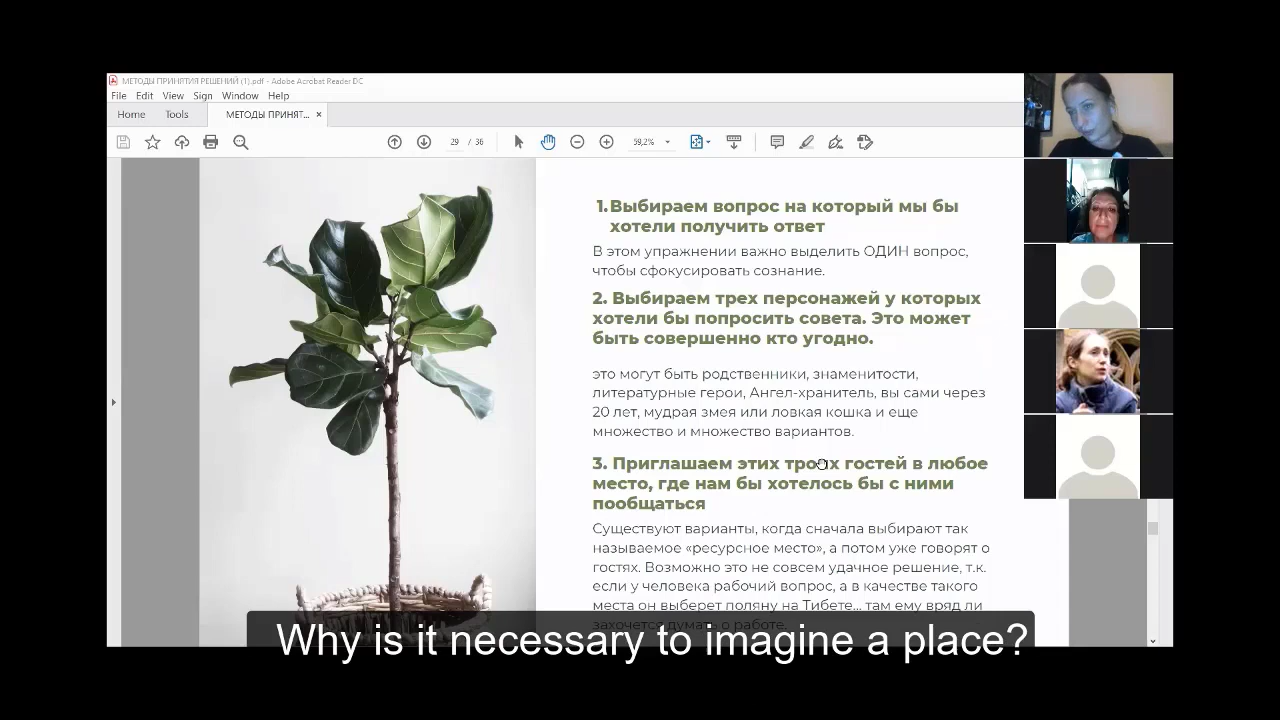 МЕТОДЫ ПРИНЯТИЯ РЕШЕНИЙ (1).pdf - Adobe Acrobat Reader DC
File Edit View Sign Window Help
Home Tools МЕТОДЫ ПРИНЯТ... ×
29 / 36 59,2%
1. Выбираем вопрос на который мы бы
хотели получить ответ
В этом упражнении важно выделить ОДИН вопрос,
чтобы сфокусировать сознание.
2. Выбираем трех персонажей у которых
хотели бы попросить совета. Это может
быть совершенно кто угодно.
это могут быть родственники, знаменитости,
литературные герои, Ангел-хранитель, вы сами через
20 лет, мудрая змея или ловкая кошка и еще
множество и множество вариантов.
3. Приглашаем этих троих гостей в любое
место, где нам бы хотелось бы с ними
пообщаться
Существуют варианты, когда сначала выбирают так
называемое «ресурсное место», а потом уже говорят о
гостях. Возможно это не совсем удачное решение, т.к.
если у человека рабочий вопрос, а в качестве такого
места он выберет поляну на Тибете... там ему вряд ли
захочется думать о работе.
Why is it necessary to imagine a place?